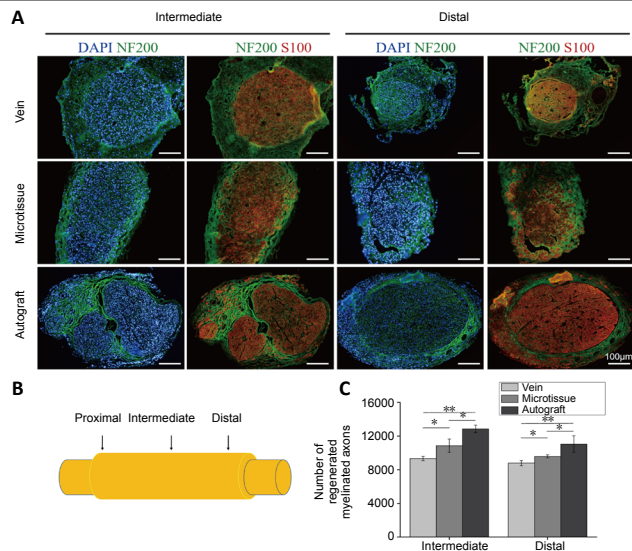 A
Intermediate Distal
DAPI NF200 NF200 S100 DAPI NF200 NF200 S100
Vein
Microtissue
Autograft
100μm
B
Proximal Intermediate Distal
C
Vein
Microtissue
Autograft
Number of
regenerated
myelinated axons
16000
12000
8000
4000
0
** ** * * * *
Intermediate Distal